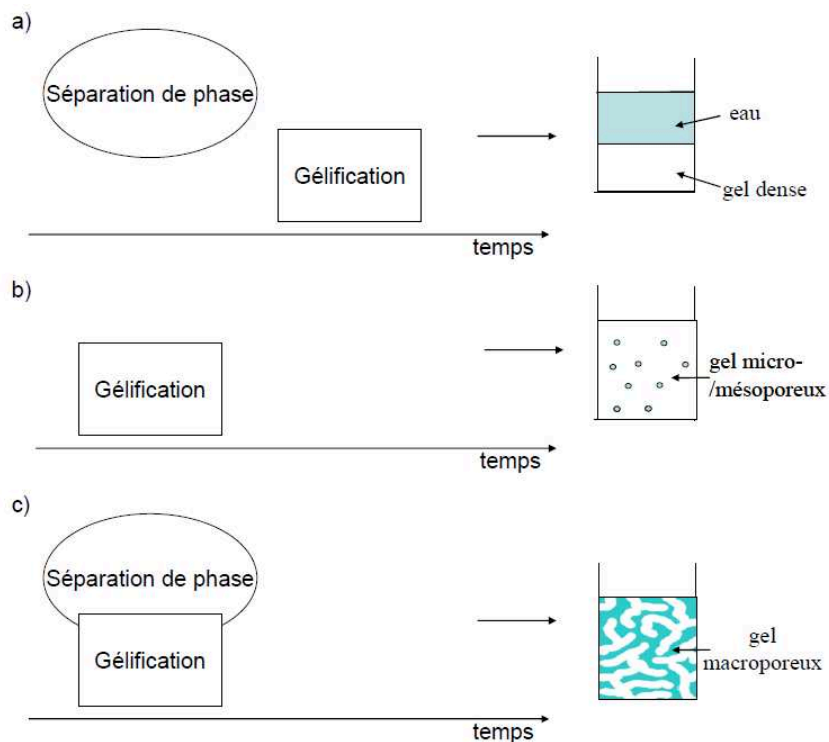 a)
Séparation de phase
Gélification
eau
gel dense
temps
b)
Gélification
gel micro-
/mésoporeux
temps
c)
Séparation de phase
Gélification
gel
macroporeux
temps